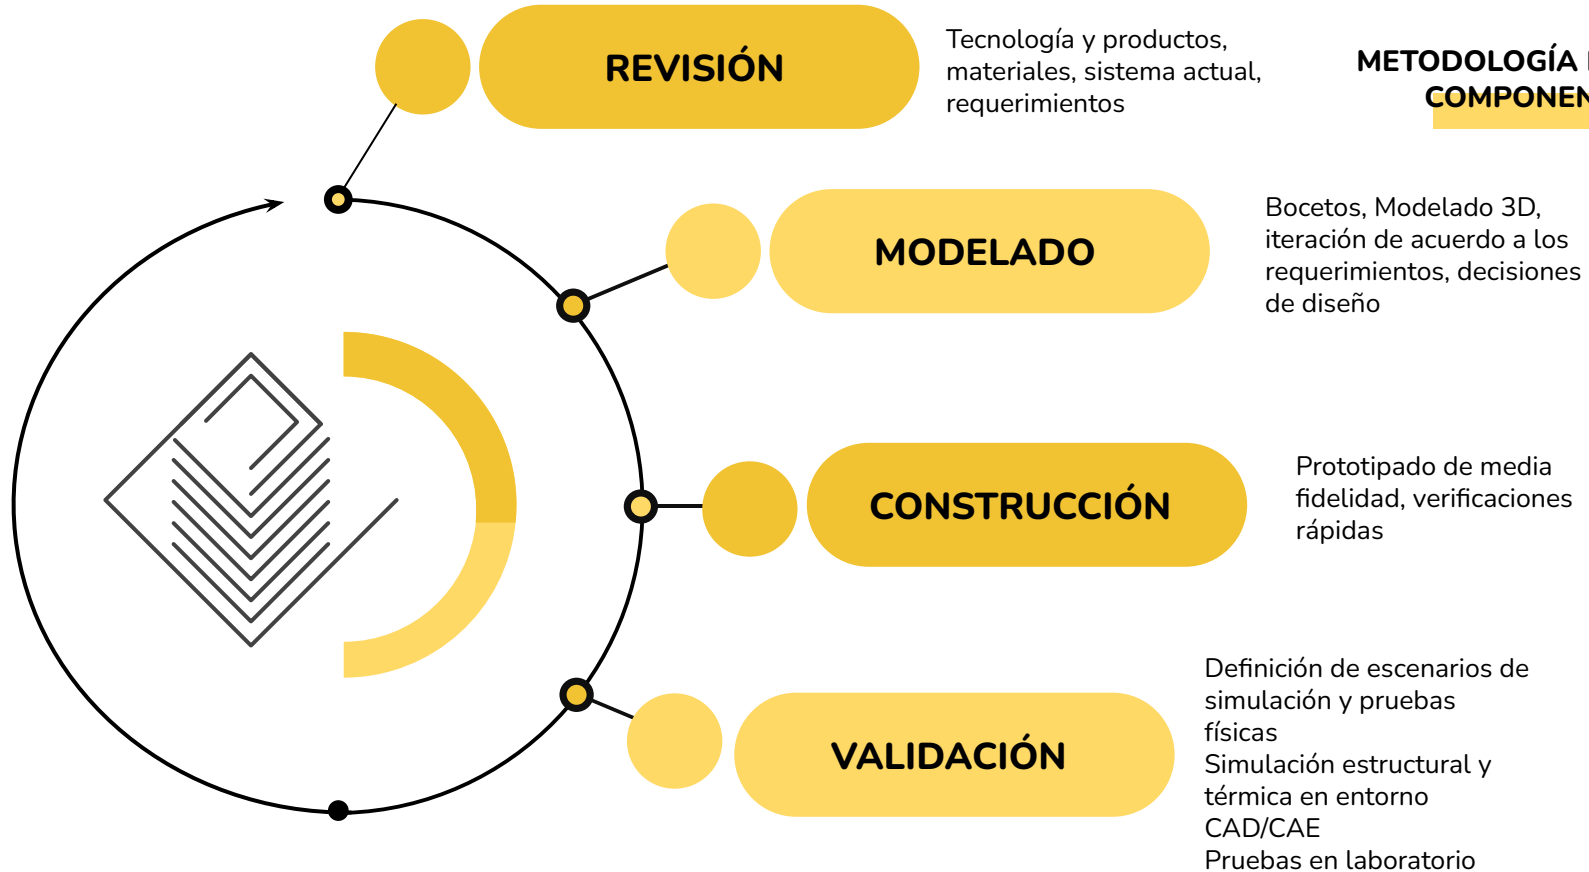 REVISIÓN
Tecnología y productos,
materiales, sistema actual,
requerimientos
METODOLOGÍA
COMPONEN
MODELADO
Bocetos, Modelado 3D,
iteración de acuerdo a los
requerimientos, decisiones
de diseño
CONSTRUCCIÓN
Prototipado de media
fidelidad, verificaciones
rápidas
VALIDACIÓN
Definición de escenarios de
simulación y pruebas
físicas
Simulación estructural y
térmica en entorno
CAD/CAE
Pruebas en laboratorio